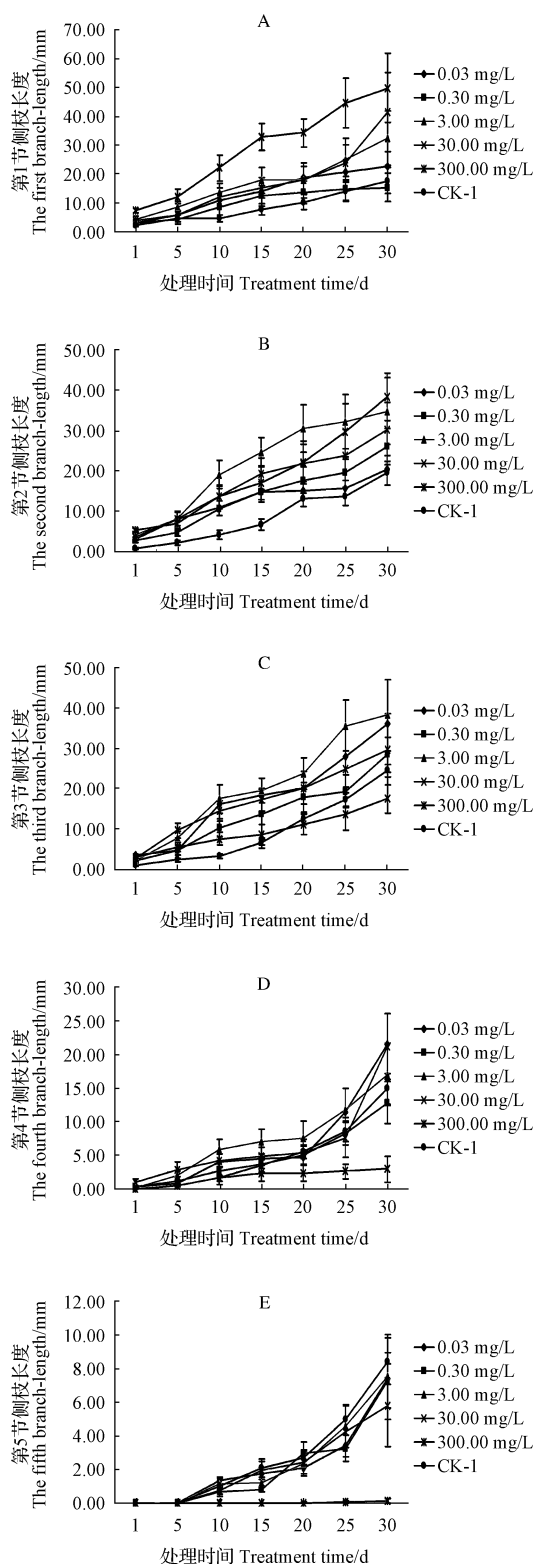 A
第1节侧枝长度
The first branch-length/mm
70.00
60.00
50.00
40.00
30.00
20.00
10.00
0.00
1 5 10 15 20 25 30
处理时间 Treatment time/d
0.03 mg/L
0.30 mg/L
3.00 mg/L
30.00 mg/L
300.00 mg/L
CK-1
B
第2节侧枝长度
The second branch-length/mm
50.00
40.00
30.00
20.00
10.00
0.00
1 5 10 15 20 25 30
处理时间 Treatment time/d
0.03 mg/L
0.30 mg/L
3.00 mg/L
30.00 mg/L
300.00 mg/L
CK-1
C
第3节侧枝长度
The third branch-length/mm
50.00
40.00
30.00
20.00
10.00
0.00
1 5 10 15 20 25 30
处理时间 Treatment time/d
0.03 mg/L
0.30 mg/L
3.00 mg/L
30.00 mg/L
300.00 mg/L
CK-1
D
第4节侧枝长度
The fourth branch-length/mm
30.00
25.00
20.00
15.00
10.00
5.00
0.00
1 5 10 15 20 25 30
处理时间 Treatment time/d
0.03 mg/L
0.30 mg/L
3.00 mg/L
30.00 mg/L
300.00 mg/L
CK-1
E
第5节侧枝长度
The fifth branch-length/mm
12.00
10.00
8.00
6.00
4.00
2.00
0.00
1 5 10 15 20 25 30
处理时间 Treatment time/d
0.03 mg/L
0.30 mg/L
3.00 mg/L
30.00 mg/L
300.00 mg/L
CK-1